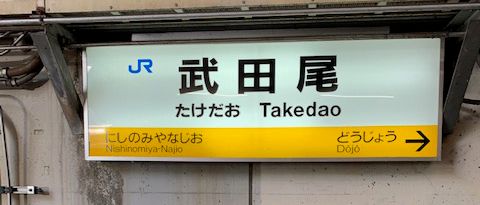 JR 武田尾
たけだお Takedao
にしのみやなじお どうじょう →
Nishinomiya-Najio Dōjō